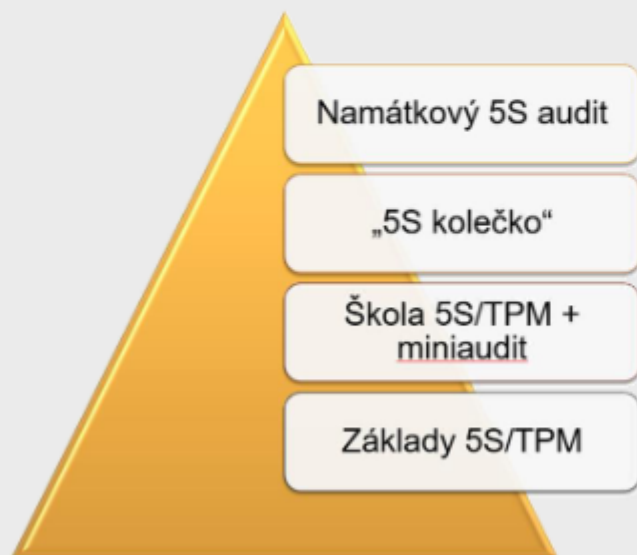 Namátkový 5S audit
„5S kolečko“
Škola 5S/TPM +
miniaudit
Základy 5S/TPM